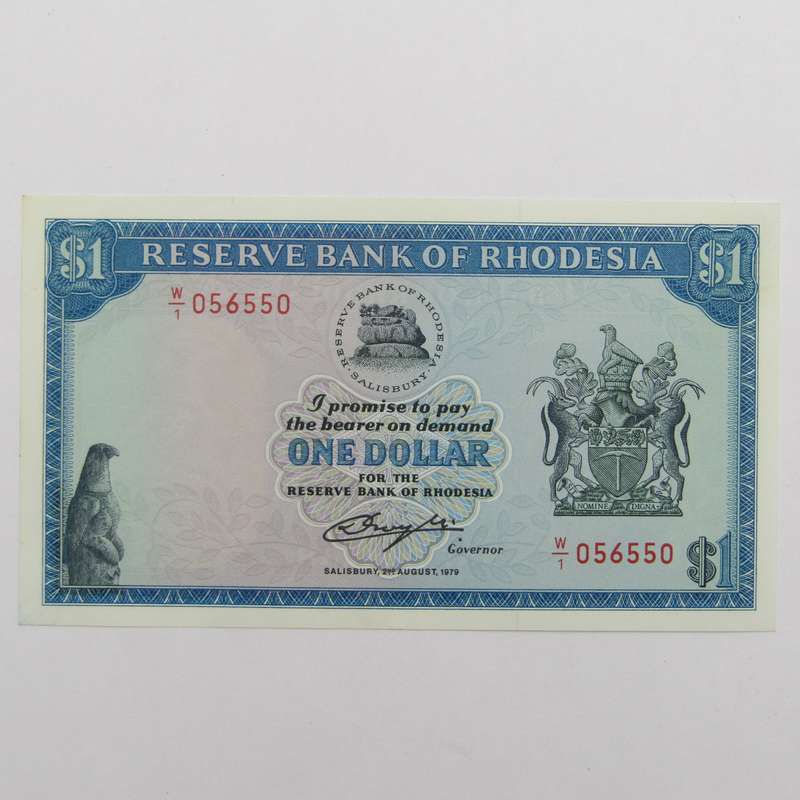 $1 RESERVE BANK OF RHODESIA $1
W/1 056550
RESERVE BANK OF RHODESIA
· SALISBURY ·
I promise to pay
the bearer on demand
ONE DOLLAR
FOR THE
RESERVE BANK OF RHODESIA
Governor
SALISBURY, 2ND AUGUST, 1979
NOMINE DIGNA
W/1 056550
$1